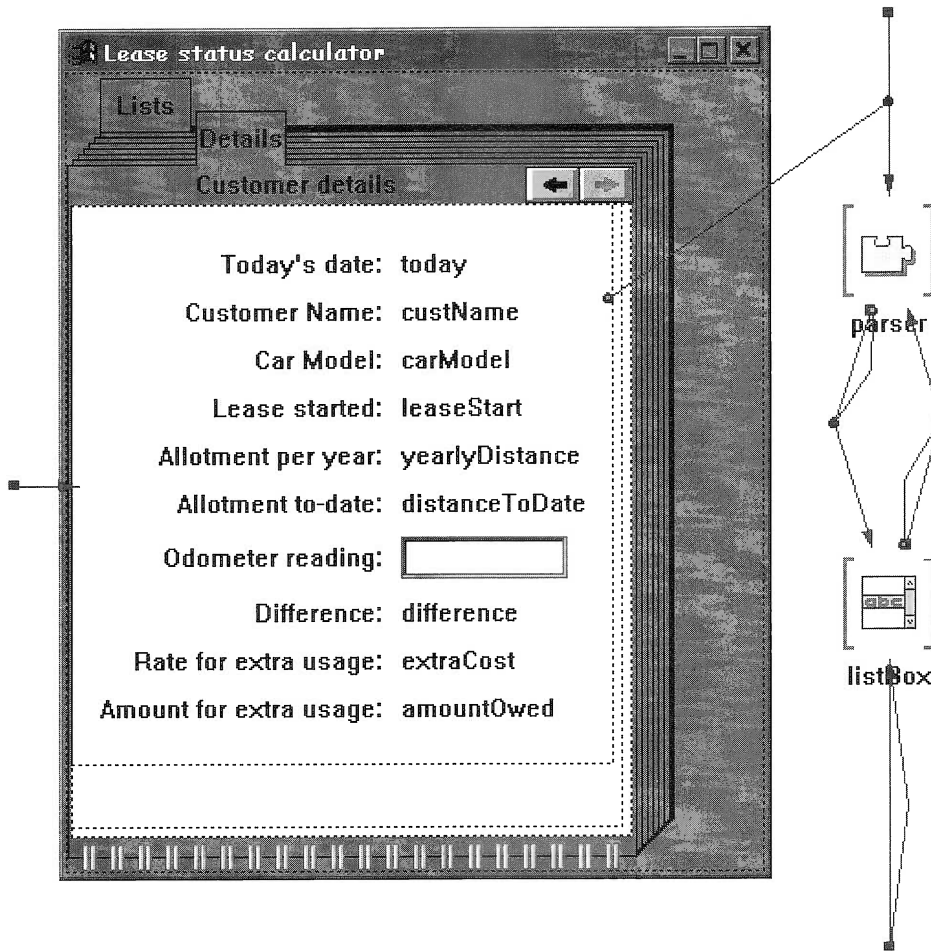 Lease status calculator
Lists
Details
Customer details
Today's date: today
Customer Name: custName
Car Model: carModel
Lease started: leaseStart
Allotment per year: yearlyDistance
Allotment to-date: distanceToDate
Odometer reading:
Difference: difference
Rate for extra usage: extraCost
Amount for extra usage: amountOwed
parser
abc
listBox